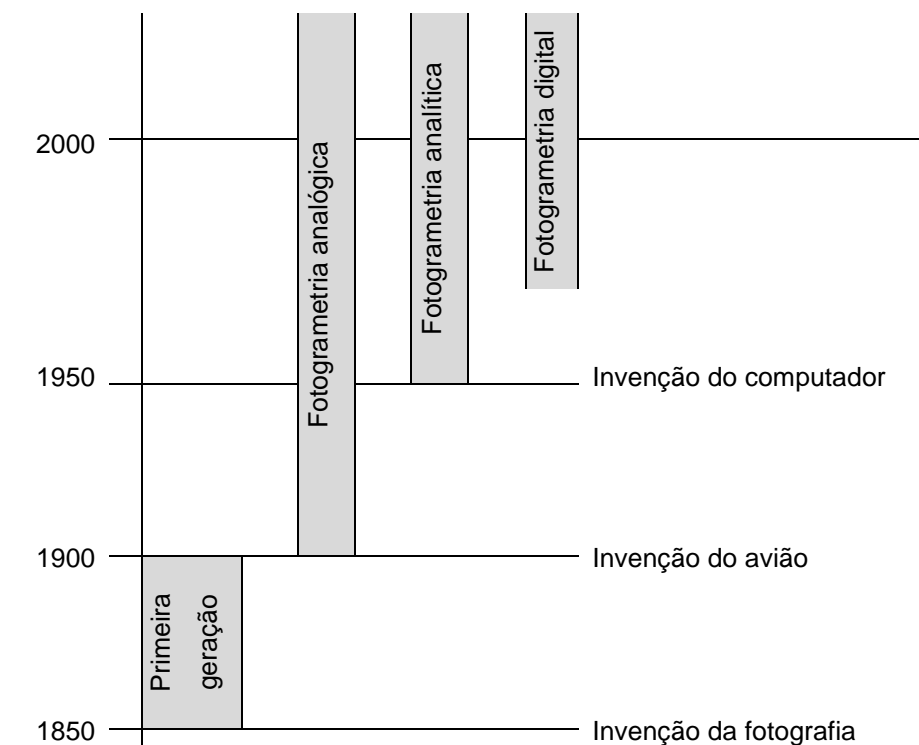 Fotogrametria analógica
Fotogrametria analítica
Fotogrametria digital
2000
1950
Invenção do computador
1900
Invenção do avião
Primeira
geração
1850
Invenção da fotografia